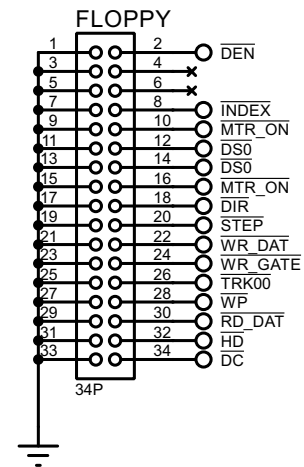 FLOPPY
1 2 DEN
3 4
5 6
7 8 INDEX
9 10 MTR_ON
11 12 DS0
13 14 DS0
15 16 MTR_ON
17 18 DIR
19 20 STEP
21 22 WR_DAT
23 24 WR_GATE
25 26 TRK00
27 28 WP
29 30 RD_DAT
31 32 HD
33 34 DC
34P